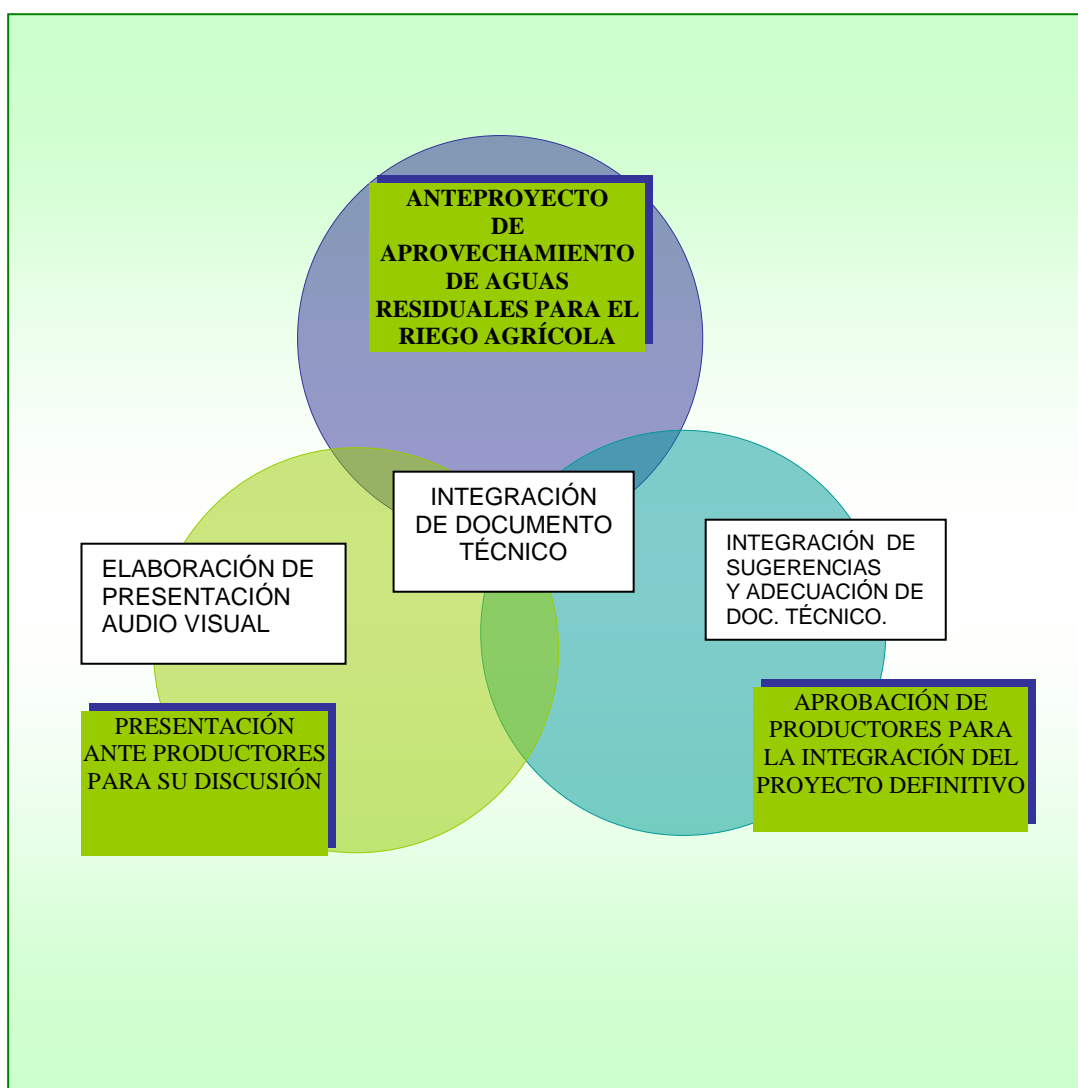 ANTEPROYECTO
DE
APROVECHAMIENTO
DE AGUAS
RESIDUALES PARA EL
RIEGO AGRÍCOLA
INTEGRACIÓN
DE DOCUMENTO
TÉCNICO
ELABORACIÓN DE
PRESENTACIÓN
AUDIO VISUAL
INTEGRACIÓN DE
SUGERENCIAS
Y ADECUACIÓN DE
DOC. TÉCNICO.
PRESENTACIÓN
ANTE PRODUCTORES
PARA SU DISCUSIÓN
APROBACIÓN DE
PRODUCTORES PARA
LA INTEGRACIÓN DEL
PROYECTO DEFINITIVO